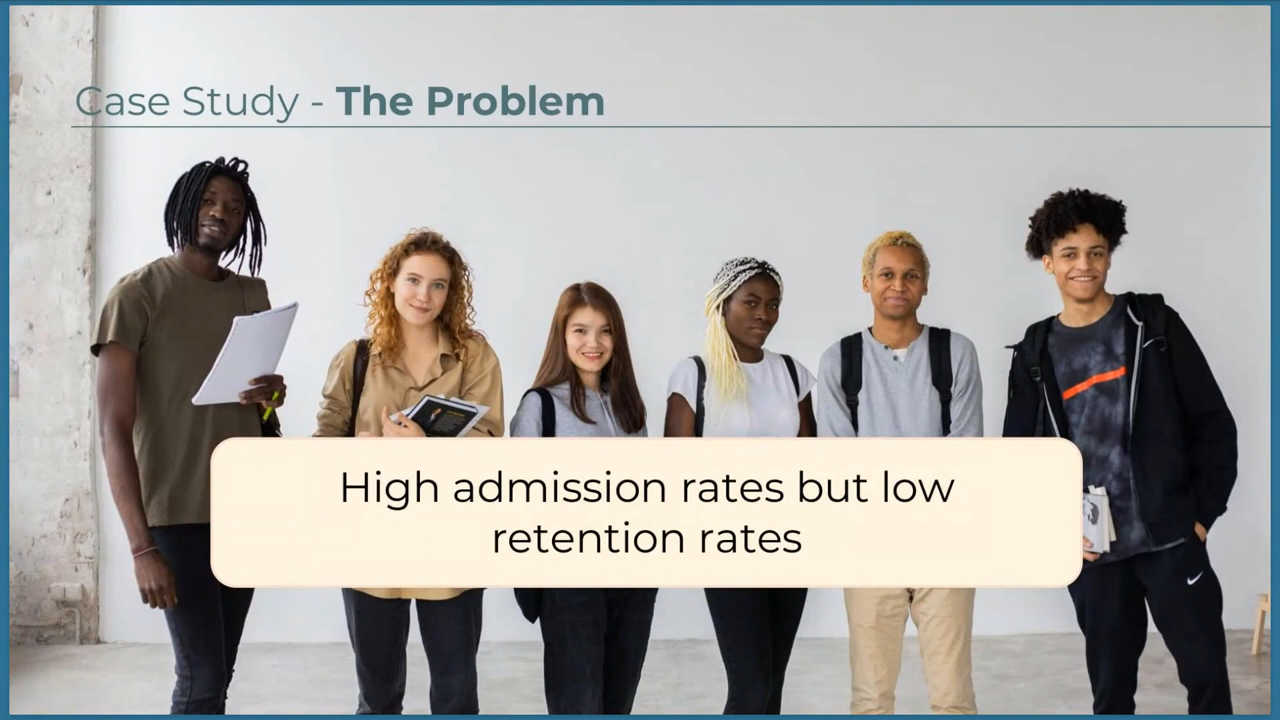 Case Study - The Problem
High admission rates but low
retention rates